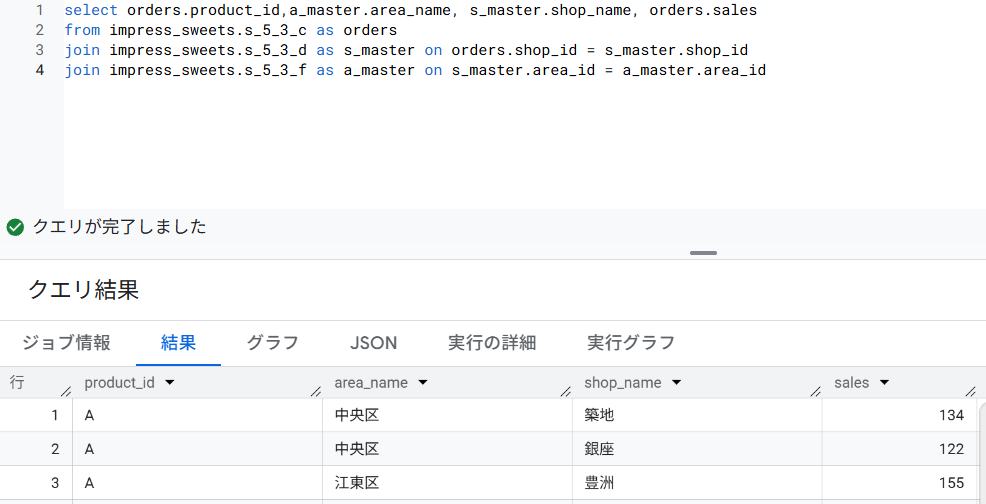 1 select orders.product_id,a_master.area_name, s_master.shop_name, orders.sales
2 from impress_sweets.s_5_3_c as orders
3 join impress_sweets.s_5_3_d as s_master on orders.shop_id = s_master.shop_id
4 join impress_sweets.s_5_3_f as a_master on s_master.area_id = a_master.area_id
クエリが完了しました
クエリ結果
ジョブ情報 結果 グラフ JSON 実行の詳細 実行グラフ
行 product_id area_name shop_name sales
1 A 中央区 築地 134
2 A 中央区 銀座 122
3 A 江東区 豊洲 155